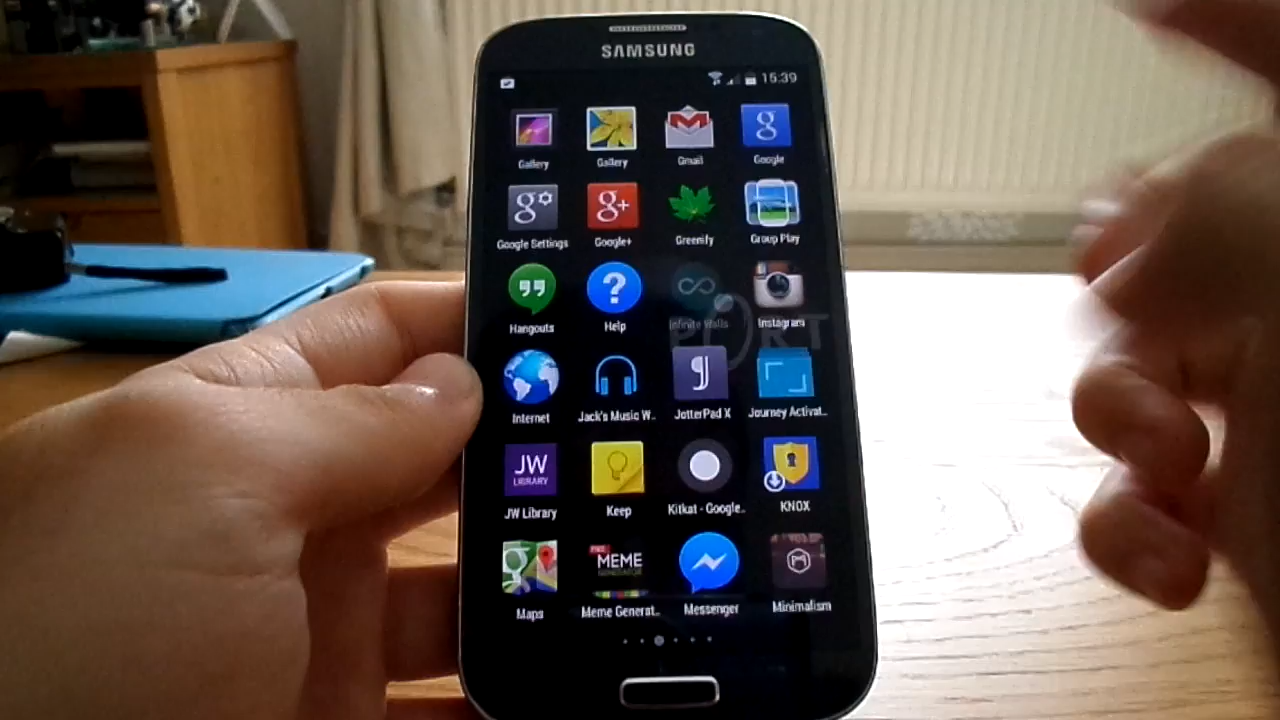 SAMSUNG
15:39
Gallery Gallery Gmail Google
Google Settings Google+ Greenify Group Play
Hangouts Help Infinite Walls Instagram
Internet Jack's Music W.. JotterPad X Journey Activat..
JW
LIBRARY
JW Library Keep Kitkat - Google.. KNOX
MEME
GENERATOR
Maps Meme Generat.. Messenger Minimalism